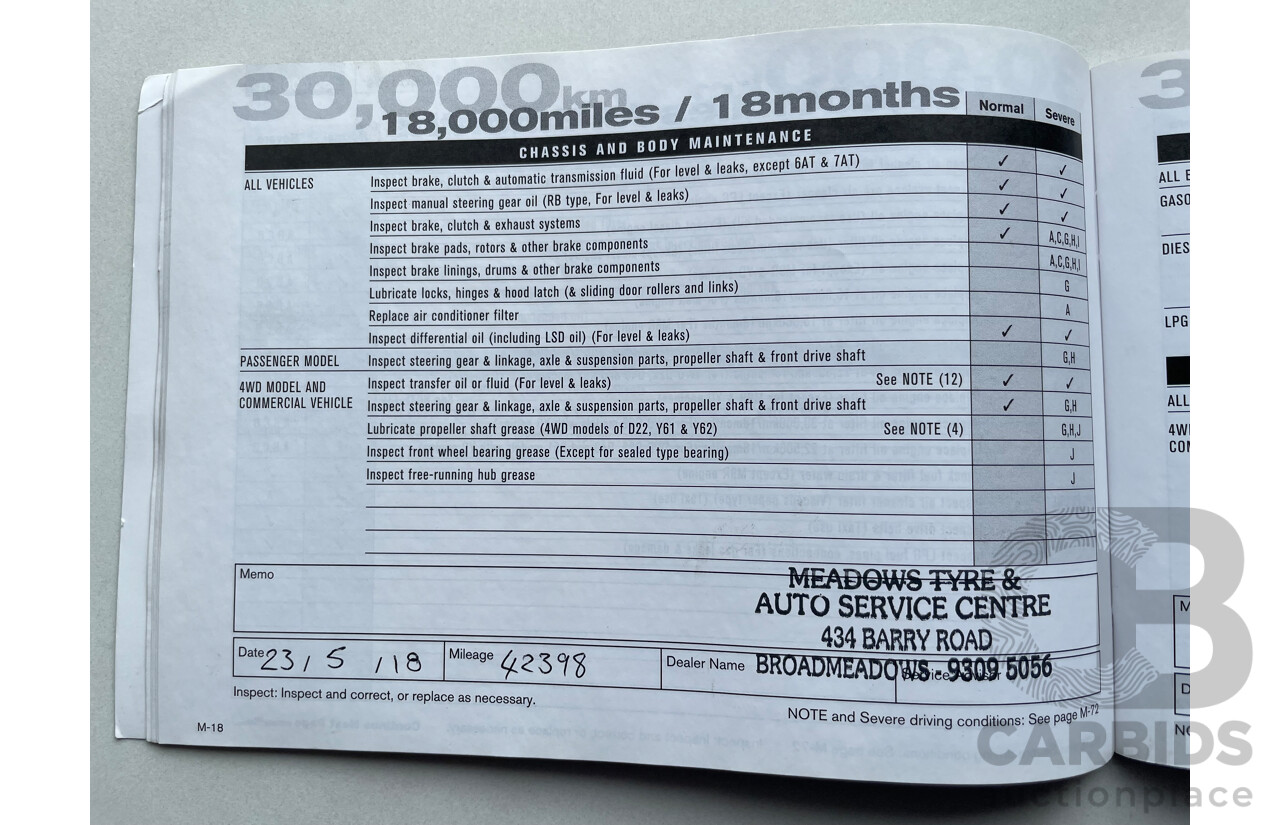 30,000km
18,000miles / 18months
Normal Severe
CHASSIS AND BODY MAINTENANCE
ALL VEHICLES Inspect brake, clutch & automatic transmission fluid (For level & leaks, except 6AT & 7AT) ✓ ✓
Inspect manual steering gear oil (RB type, For level & leaks) ✓ ✓
Inspect brake, clutch & exhaust systems ✓ ✓
Inspect brake pads, rotors & other brake components ✓ A,C,G,H,I
Inspect brake linings, drums & other brake components A,C,G,H,I
Lubricate locks, hinges & hood latch (& sliding door rollers and links) G
Replace air conditioner filter A
Inspect differential oil (including LSD oil) (For level & leaks) ✓ ✓
PASSENGER MODEL Inspect steering gear & linkage, axle & suspension parts, propeller shaft & front drive shaft G,H
4WD MODEL AND
COMMERCIAL VEHICLE
Inspect transfer oil or fluid (For level & leaks) See NOTE (12) ✓ ✓
Inspect steering gear & linkage, axle & suspension parts, propeller shaft & front drive shaft ✓ G,H
Lubricate propeller shaft grease (4WD models of D22, Y61 & Y62) See NOTE (4) G,H,J
Inspect front wheel bearing grease (Except for sealed type bearing) J
Inspect free-running hub grease J
Memo
MEADOWS TYRE &
AUTO SERVICE CENTRE
434 BARRY ROAD
BROADMEADOWS - 9309 5056
Date 23 / 5 / 18 Mileage 42398 Dealer Name
Inspect: Inspect and correct, or replace as necessary.
NOTE and Severe driving conditions: See page M-72
M-18
3
ALL
GASO
DIES
LPG
ALL
4W
CO
M
D
CARBIDS
auctionplace